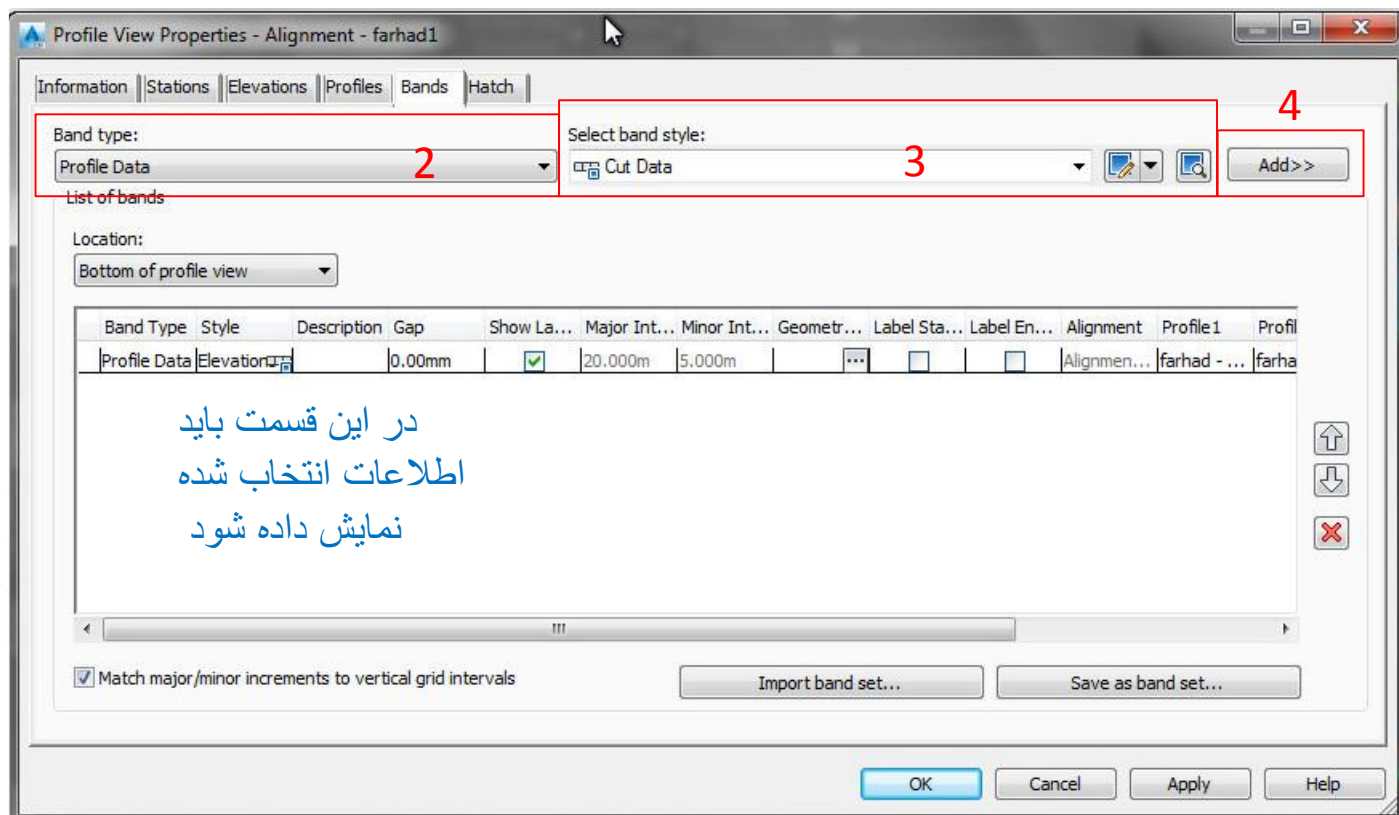 Profile View Properties - Alignment - farhad1
Information Stations Elevations Profiles Bands Hatch
4
Band type: Select band style:
Profile Data 2 Cut Data 3 Add>>
List of bands
Location:
Bottom of profile view
Band Type Style Description Gap Show La... Major Int... Minor Int... Geometr... Label Sta... Label En... Alignment Profile1 Profil
Profile Data Elevation 0.00mm 20.000m 5.000m ... Alignmen... farhad - ... farha
در این قسمت باید
اطلاعات انتخاب شده
نمایش داده شود
Match major/minor increments to vertical grid intervals Import band set... Save as band set...
OK Cancel Apply Help